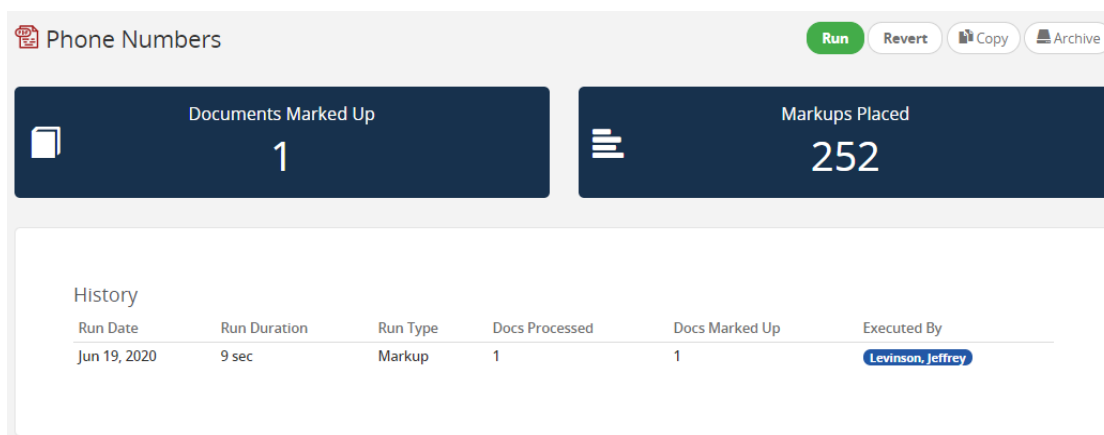 Phone Numbers
Run Revert Copy Archive
Documents Marked Up
1
Markups Placed
252
History
Run Date Run Duration Run Type Docs Processed Docs Marked Up Executed By
Jun 19, 2020 9 sec Markup 1 1 Levinson, Jeffrey